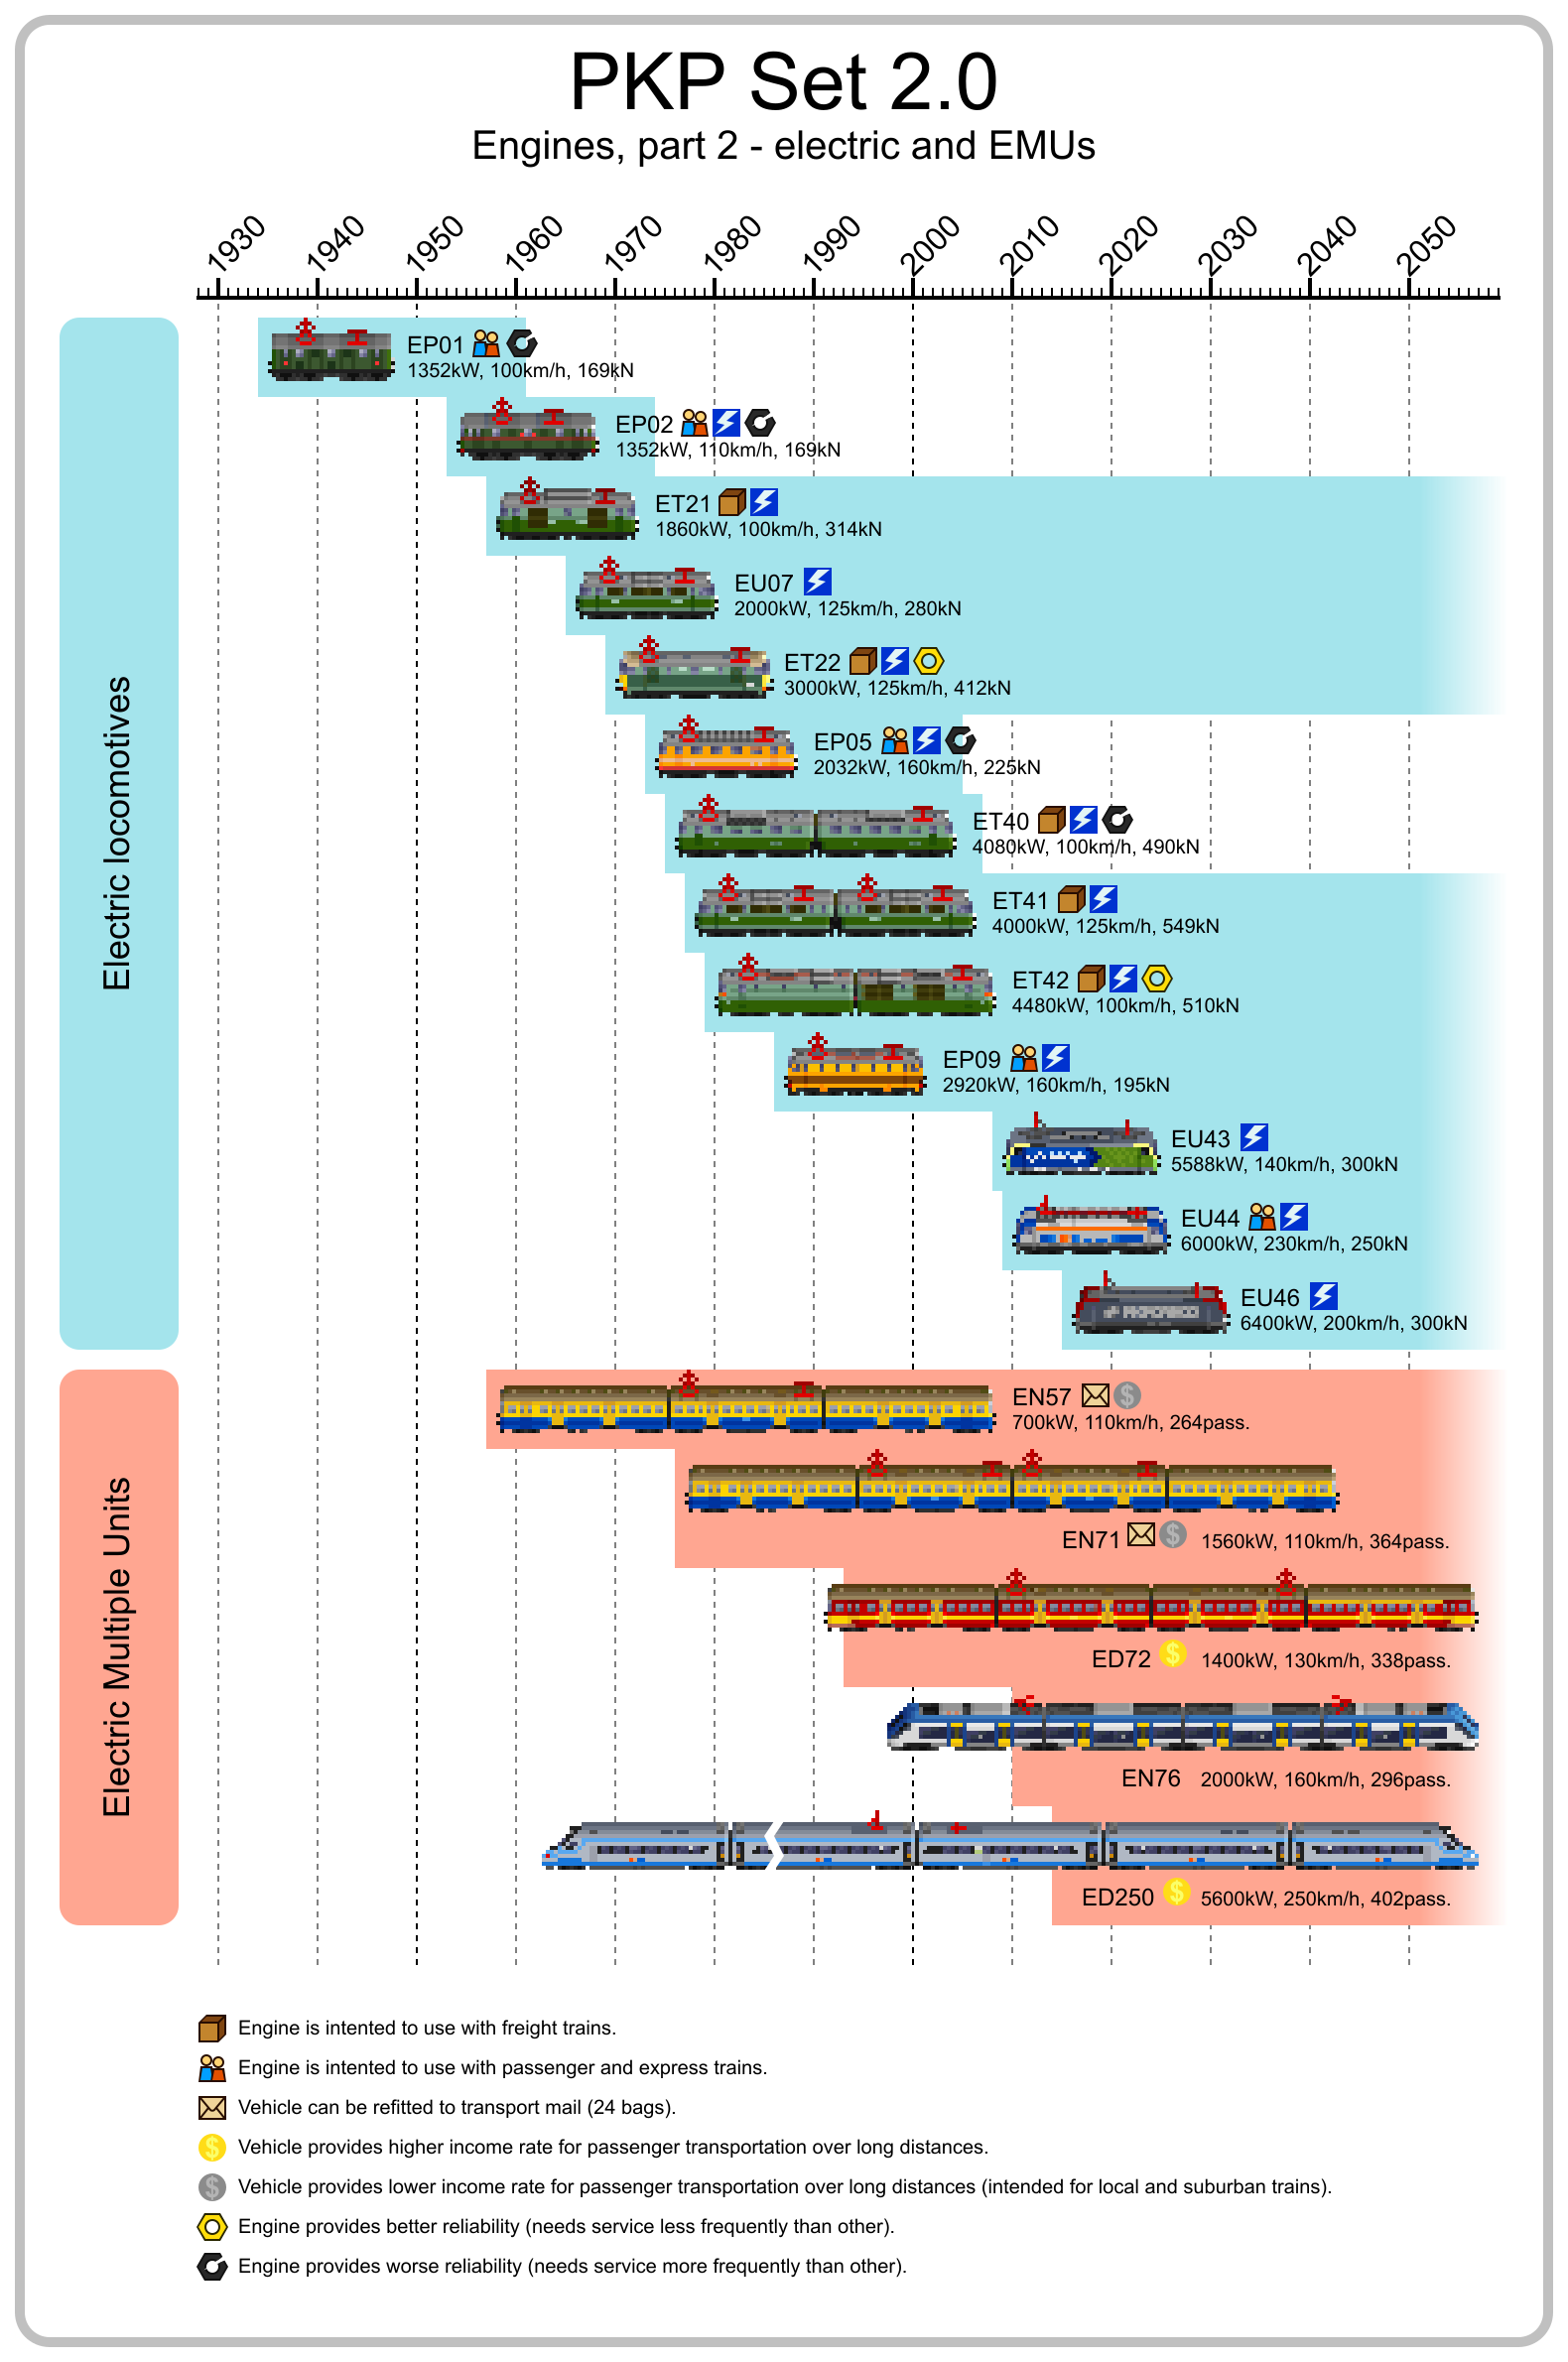 PKP Set 2.0
Engines, part 2 - electric and EMUs
1930 1940 1950 1960 1970 1980 1990 2000 2010 2020 2030 2040 2050
Electric locomotives
EP01
1352kW, 100km/h, 169kN
EP02
1352kW, 110km/h, 169kN
ET21
1860kW, 100km/h, 314kN
EU07
2000kW, 125km/h, 280kN
ET22
3000kW, 125km/h, 412kN
EP05
2032kW, 160km/h, 225kN
ET40
4080kW, 100km/h, 490kN
ET41
4000kW, 125km/h, 549kN
ET42
4480kW, 100km/h, 510kN
EP09
2920kW, 160km/h, 195kN
EU43
5588kW, 140km/h, 300kN
EU44
6000kW, 230km/h, 250kN
EU46
6400kW, 200km/h, 300kN
Electric Multiple Units
EN57
700kW, 110km/h, 264pass.
EN71 1560kW, 110km/h, 364pass.
ED72 1400kW, 130km/h, 338pass.
EN76 2000kW, 160km/h, 296pass.
ED250 5600kW, 250km/h, 402pass.
Engine is intented to use with freight trains.
Engine is intented to use with passenger and express trains.
Vehicle can be refitted to transport mail (24 bags).
Vehicle provides higher income rate for passenger transportation over long distances.
Vehicle provides lower income rate for passenger transportation over long distances (intended for local and suburban trains).
Engine provides better reliability (needs service less frequently than other).
Engine provides worse reliability (needs service more frequently than other).